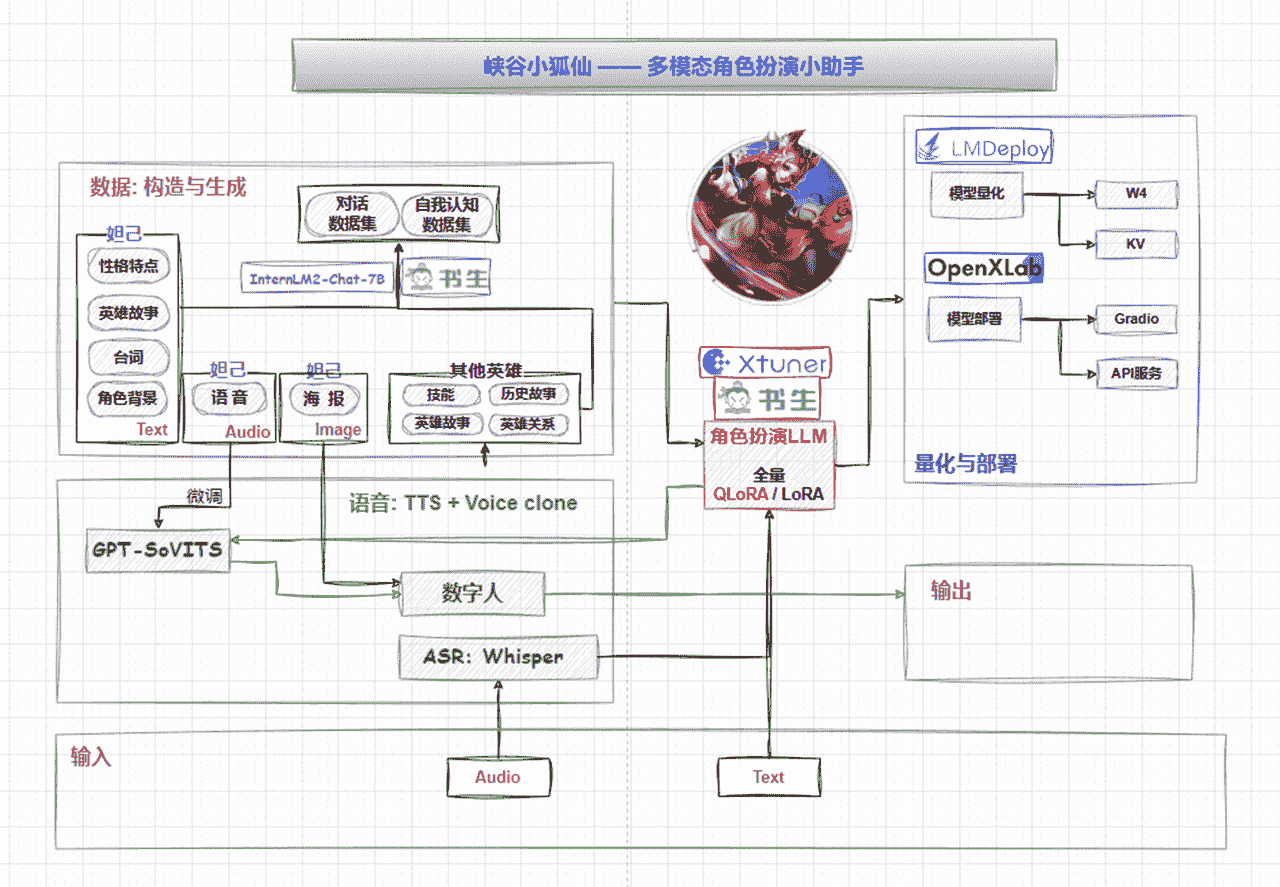 峡谷小狐仙 —— 多模态角色扮演小助手
数据: 构造与生成
对话
数据集
自我认知
数据集
InternLM2-Chat-7B
书生
妲己
性格特点
英雄故事
台词
角色背景
Text
妲己
语音
Audio
妲己
海报
Image
其他英雄
技能
历史故事
英雄故事
英雄关系
Xtuner
书生
角色扮演LLM
全量
QLoRA / LoRA
LMDeploy
模型量化
W4
KV
OpenXLab
模型部署
Gradio
API服务
量化与部署
语音: TTS + Voice clone
微调
GPT-SoVITS
数字人
ASR: Whisper
输出
输入
Audio
Text